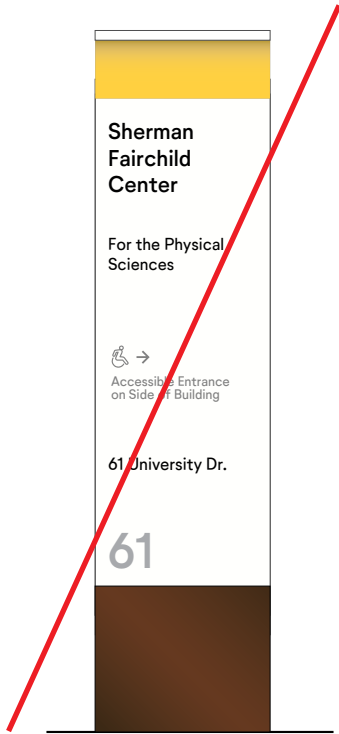 Sherman
Fairchild
Center
For the Physical
Sciences
Accessible Entrance
on Side of Building
61 University Dr.
61